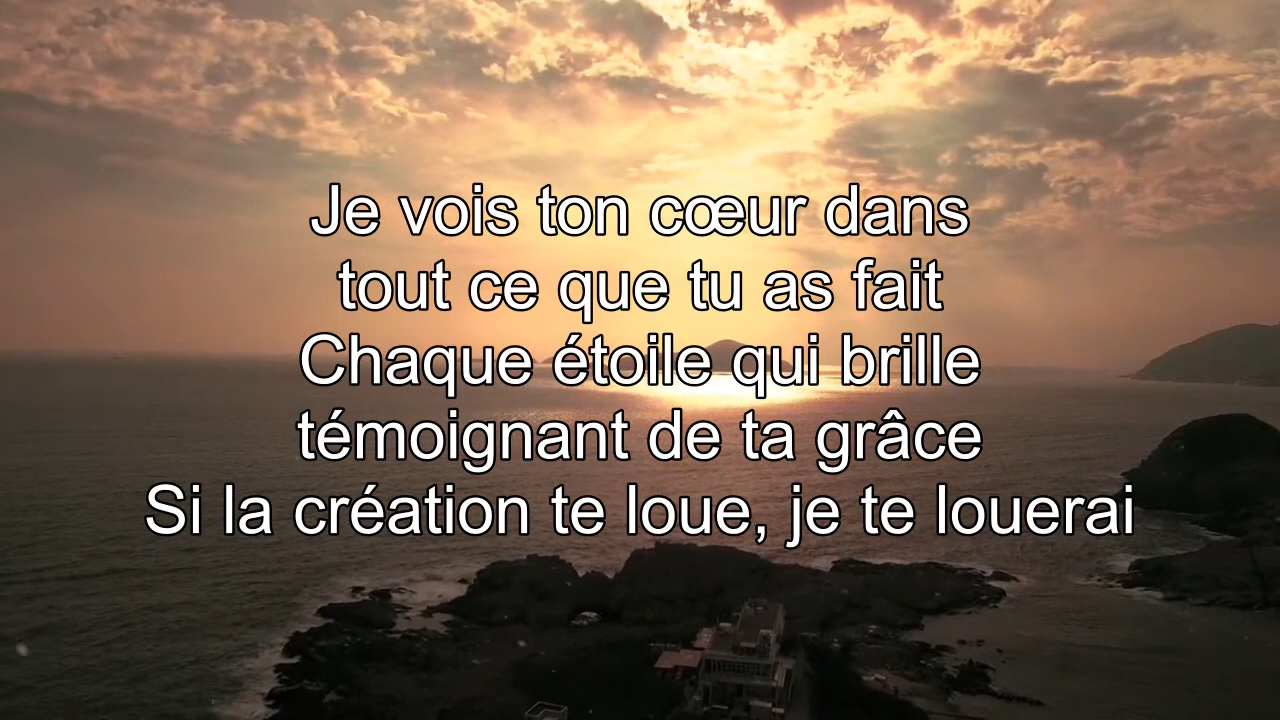 Je vois ton cœur dans
tout ce que tu as fait
Chaque étoile qui brille
témoignant de ta grâce
Si la création te loue, je te louerai